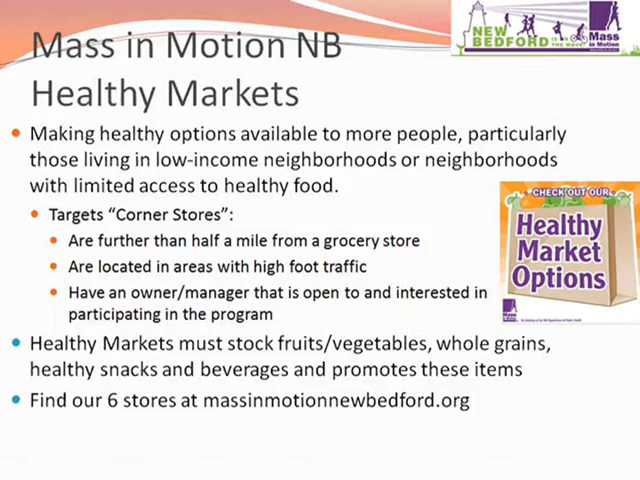 NEW
BEDFORD
IS ON THE MOVE!
Mass
in Motion
Mass in Motion NB
Healthy Markets
Making healthy options available to more people, particularly
those living in low-income neighborhoods or neighborhoods
with limited access to healthy food.
Targets “Corner Stores”:
Are further than half a mile from a grocery store
Are located in areas with high foot traffic
Have an owner/manager that is open to and interested in
participating in the program
CHECK OUT OUR
Healthy
Market
Options
Healthy Markets must stock fruits/vegetables, whole grains,
healthy snacks and beverages and promotes these items
Find our 6 stores at massinmotionnewbedford.org